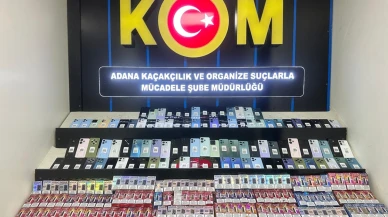 KOM
ADANA KAÇAKÇILIK VE ORGANİZE SUÇLARLA
MÜCADELE ŞUBE MÜDÜRLÜĞÜ